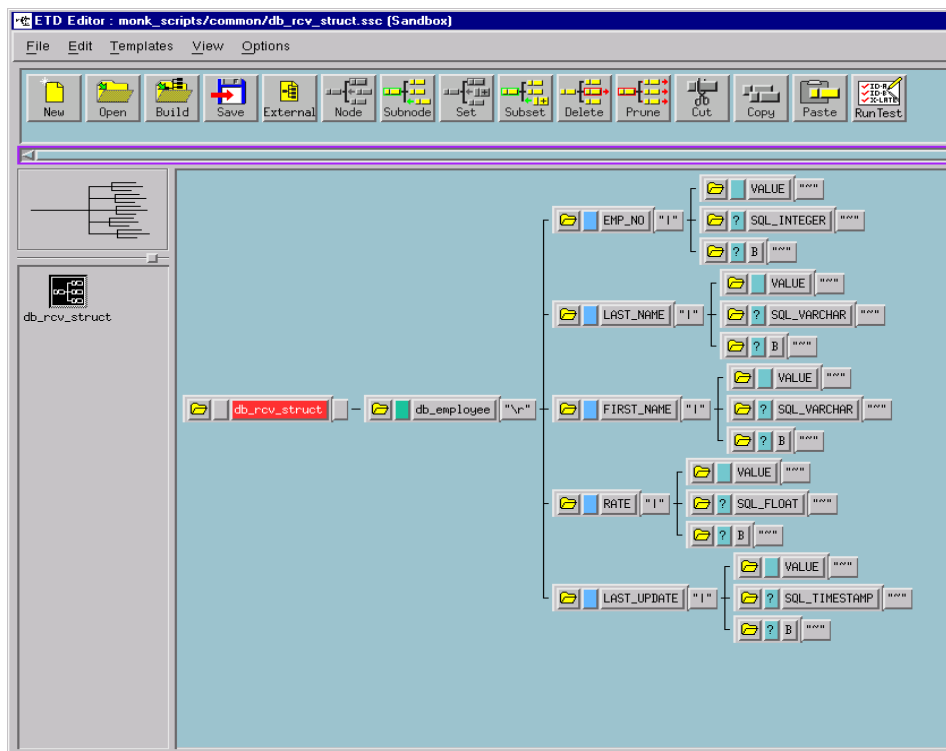 ETD Editor : monk_scripts/common/db_rcv_struct.ssc (Sandbox)
File Edit Templates View Options
New Open Build Save External Node Subnode Set Subset Delete Prune Cut Copy Paste RunTest
VALUE "~"
EMP_NO "|" ? SQL_INTEGER "~"
? B "~"
VALUE "~"
LAST_NAME "|" ? SQL_VARCHAR "~"
? B "~"
db_rcv_struct
VALUE "~"
db_rcv_struct db_employee "\r" FIRST_NAME "|" ? SQL_VARCHAR "~"
? B "~"
VALUE "~"
RATE "|" ? SQL_FLOAT "~"
? B "~"
VALUE "~"
LAST_UPDATE "|" ? SQL_TIMESTAMP "~"
? B "~"